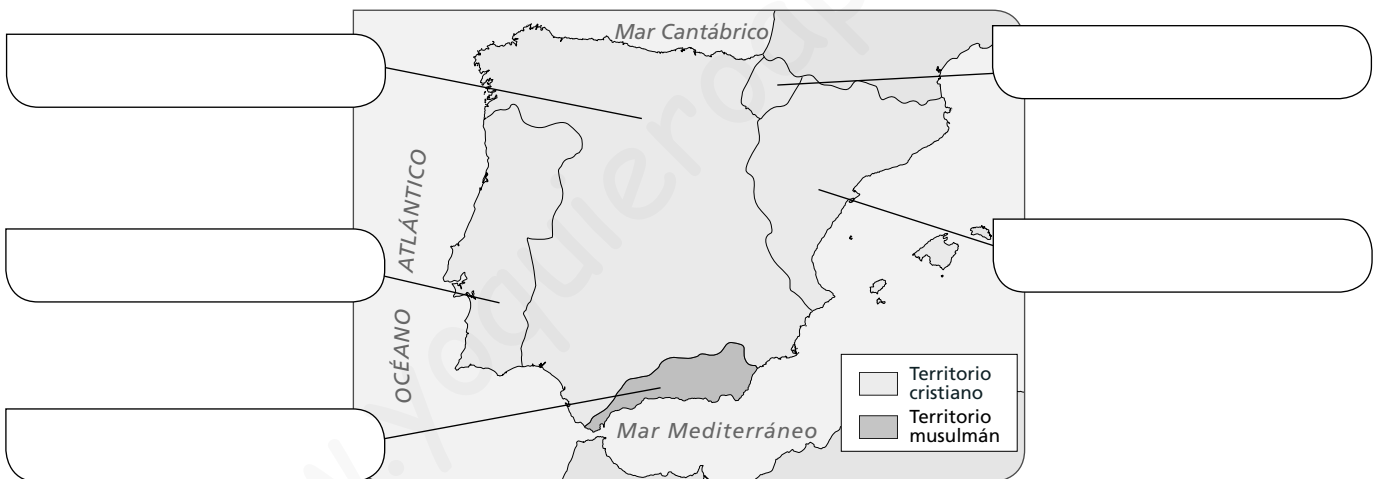 Mar Cantábrico
OCÉANO ATLÁNTICO
Territorio
cristiano
Territorio
musulmán
Mar Mediterráneo